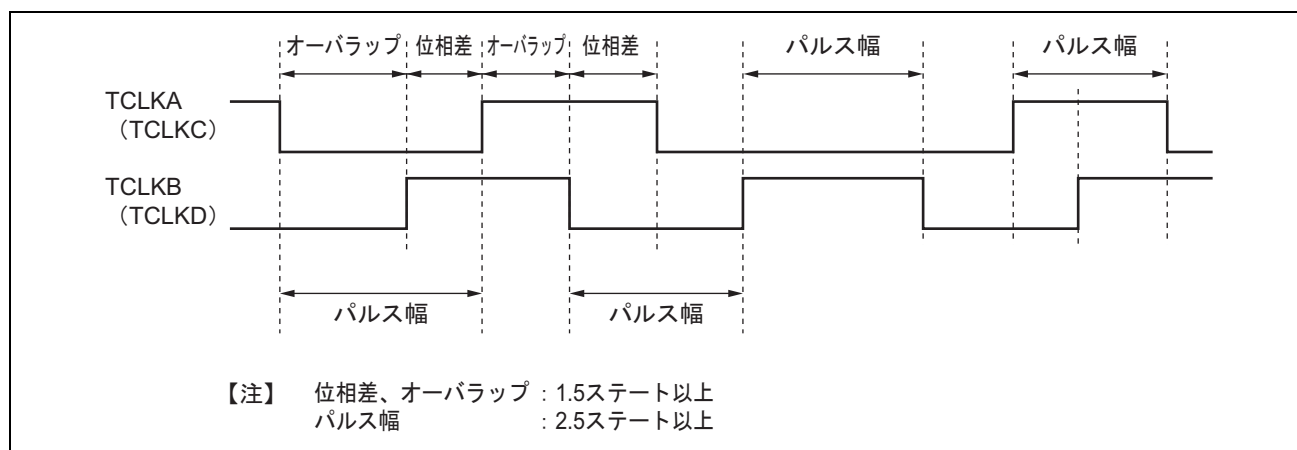 オーバラップ 位相差 オーバラップ 位相差 パルス幅 パルス幅
TCLKA
（TCLKC）
TCLKB
（TCLKD）
パルス幅 パルス幅
【注】 位相差、オーバラップ：1.5ステート以上
パルス幅 ：2.5ステート以上